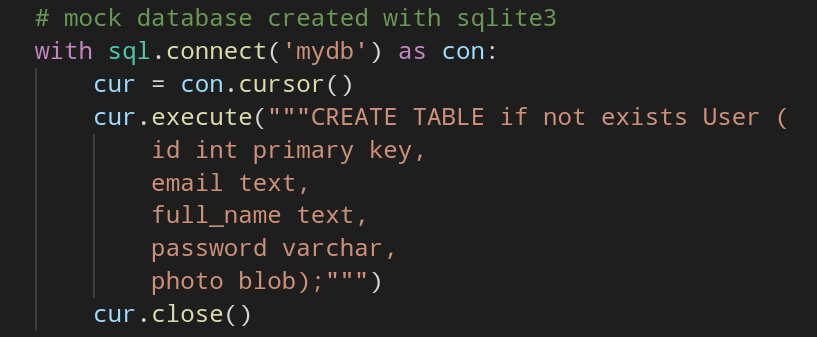 # mock database created with sqlite3
with sql.connect('mydb') as con:
    cur = con.cursor()
    cur.execute("""CREATE TABLE if not exists User (
        id int primary key,
        email text,
        full_name text,
        password varchar,
        photo blob);""")
    cur.close()